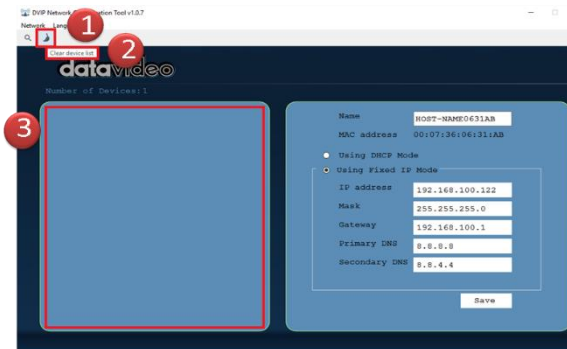 DVIP Network Configuration Tool v1.0.7
Network
1
Clear device list
2
datavideo
Number of Devices:1
3
Name HOST-NAME0631AB
MAC address 00:07:36:06:31:AB
Using DHCP Mode
Using Fixed IP Mode
IP address 192.168.100.122
Mask 255.255.255.0
Gateway 192.168.100.1
Primary DNS 8.8.8.8
Secondary DNS 8.8.4.4
Save